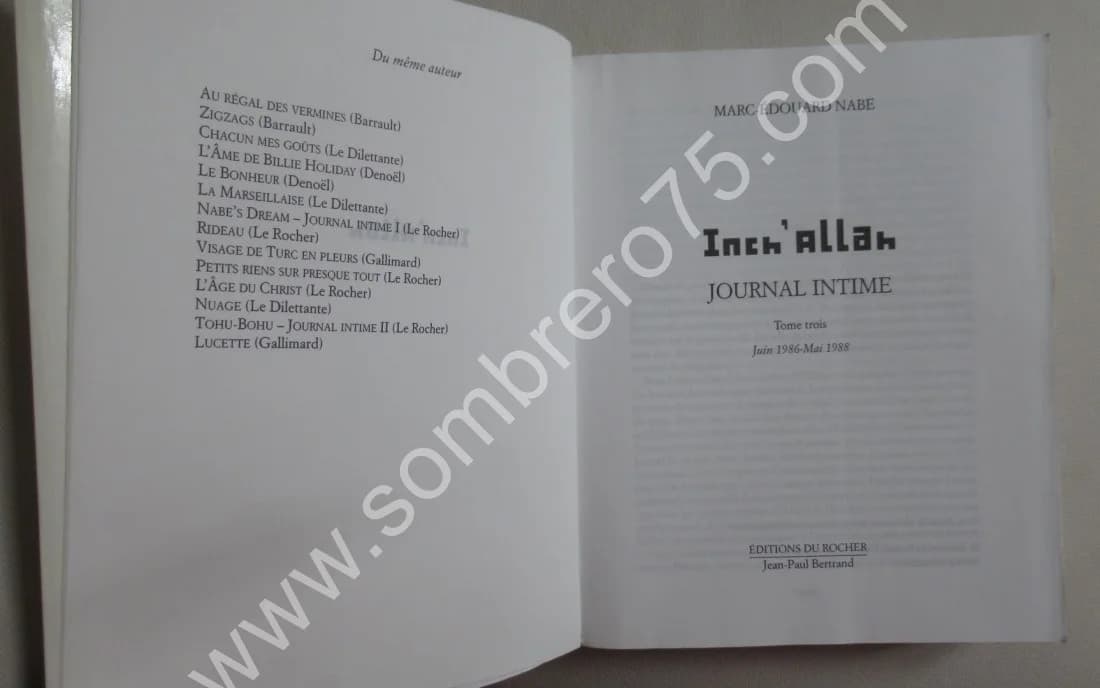 Du même auteur
AU RÉGAL DES VERMINES (Barrault)
ZIGZAGS (Barrault)
CHACUN MES GOÛTS (Le Dilettante)
L'ÂME DE BILLIE HOLIDAY (Denoël)
LE BONHEUR (Denoël)
LA MARSEILLAISE (Le Dilettante)
NABE'S DREAM – JOURNAL INTIME I (Le Rocher)
RIDEAU (Le Rocher)
VISAGE DE TURC EN PLEURS (Gallimard)
PETITS RIENS SUR PRESQUE TOUT (Le Rocher)
L'ÂGE DU CHRIST (Le Rocher)
NUAGE (Le Dilettante)
TOHU-BOHU – JOURNAL INTIME II (Le Rocher)
LUCETTE (Gallimard)
MARC-ÉDOUARD NABE
Inch'Allah
JOURNAL INTIME
Tome trois
Juin 1986-Mai 1988
ÉDITIONS DU ROCHER
Jean-Paul Bertrand
www.sombrero75.com